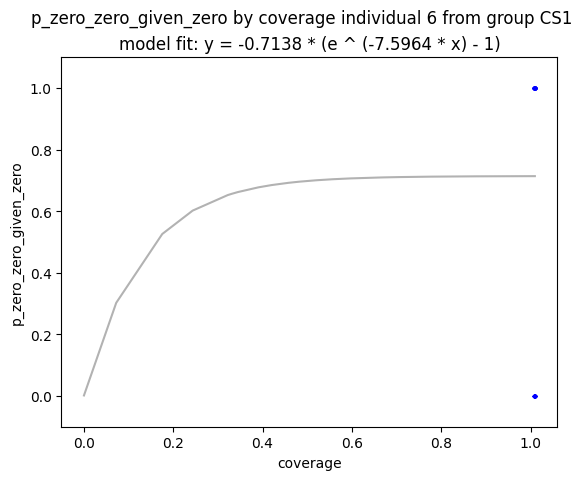 p_zero_zero_given_zero by coverage individual 6 from group CS1
model fit: y = -0.7138 * (e ^ (-7.5964 * x) - 1)
1.0
0.8
0.6
0.4
0.2
0.0
p_zero_zero_given_zero
0.0 0.2 0.4 0.6 0.8 1.0
coverage